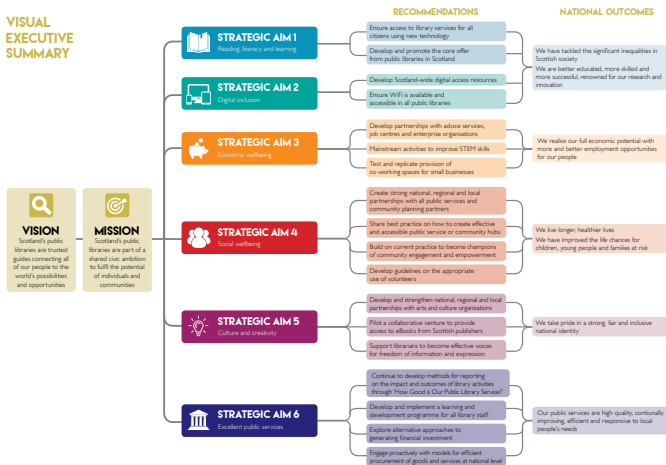 VISUAL
EXECUTIVE
SUMMARY
RECOMMENDATIONS
NATIONAL OUTCOMES
VISION
Scotland's public
libraries are trusted
guides connecting all
of our people to the
world's possibilities
and opportunities
MISSION
Scotland's public
libraries are part of a
shared civic ambition
to fulfil the potential
of individuals and
communities
STRATEGIC AIM 1
Reading, literacy and learning
Ensure access to library services for all
citizens using new technology
Develop and promote the core offer
from public libraries in Scotland
STRATEGIC AIM 2
Digital inclusion
Develop Scotland-wide digital access resources
Ensure WiFi is available and
accessible in all public libraries
We have tackled the significant inequalities in
Scottish society
We are better educated, more skilled and
more successful, renowned for our research and
innovation
STRATEGIC AIM 3
Economic wellbeing
Develop partnerships with advice services,
job centres and enterprise organisations
Mainstream activities to improve STEM skills
Test and replicate provision of
co-working spaces for small businesses
We realise our full economic potential with
more and better employment opportunities
for our people
STRATEGIC AIM 4
Social wellbeing
Create strong national, regional and local
partnerships with all public services and
community planning partners
Share best practice on how to create effective
and accessible public service or community hubs
Build on current practice to beome champions
of community engagement and empowerment
Develop guidelines on the appropriate
use of volunteers
We live longer, healthier lives
We have improved the life chances for
children, young people and families at risk
STRATEGIC AIM 5
Culture and creativity
Develop and strengthen national, regional and local
partnerships with arts and culture organisations
Pilot a collaborative venture to provide
access to eBooks from Scottish publishers
Support librarians to become effective voices
for freedom of information and expression
We take pride in a strong, fair and inclusive
national identity
STRATEGIC AIM 6
Excellent public services
Continue to develop methods for reporting
on the impact and outcomes of library activities
through 'How Good is Our Public Library Service?'
Develop and implement a learning and
development programme for all library staff
Explore alternative approaches to
generating financial investment
Engage proactively with models for efficient
procurement of goods and services at national level
Our public services are high quality, continually
improving, efficient and responsive to local
people's needs